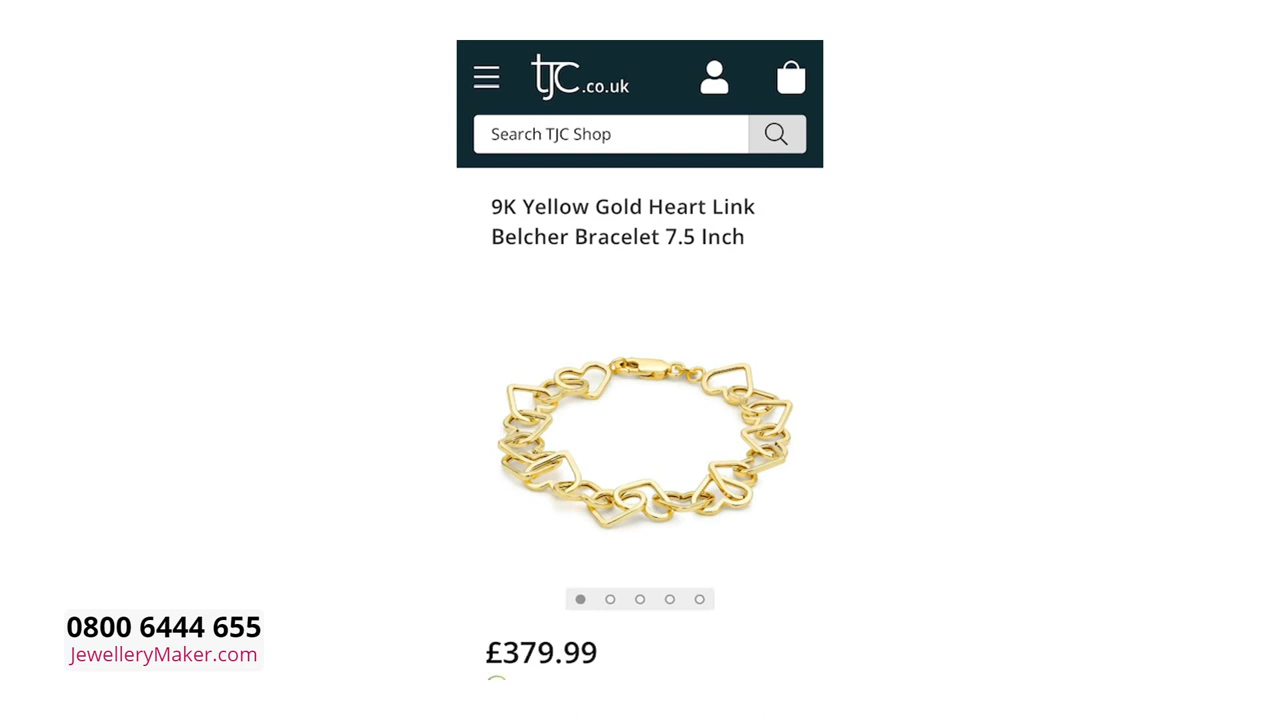 tJC.co.uk
Search TJC Shop
9K Yellow Gold Heart Link
Belcher Bracelet 7.5 Inch
£379.99
0800 6444 655
JewelleryMaker.com